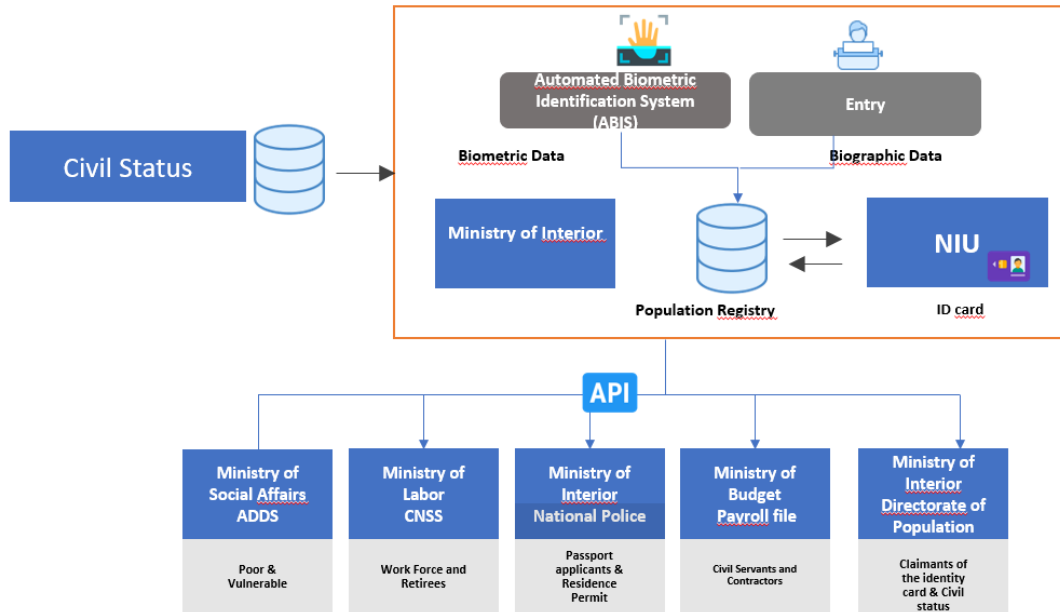 Automated Biometric
Identification System
(ABIS)
Entry
Civil Status
Biometric Data
Biographic Data
Ministry of Interior
NIU
Population Registry
ID card
API
Ministry of
Social Affairs
ADDS
Poor &
Vulnerable
Ministry of
Labor
CNSS
Work Force and
Retirees
Ministry of
Interior
National Police
Passport
applicants &
Residence
Permit
Ministry of
Budget
Payroll file
Civil Servants and
Contractors
Ministry of
Interior
Directorate of
Population
Claimants of
the identity
card & Civil
status